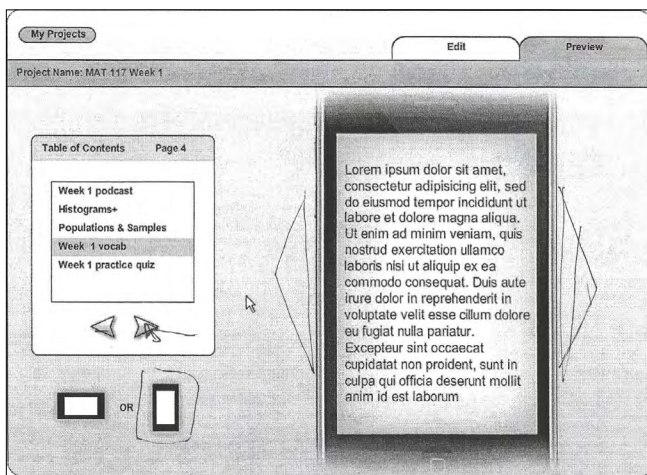 My Projects
Edit
Preview
Project Name: MAT 117 Week 1
Table of Contents Page 4
Week 1 podcast
Histograms+
Populations & Samples
Week 1 vocab
Week 1 practice quiz
OR
Lorem ipsum dolor sit amet,
consectetur adipisicing elit, sed
do eiusmod tempor incididunt ut
labore et dolore magna aliqua.
Ut enim ad minim veniam, quis
nostrud exercitation ullamco
laboris nisi ut aliquip ex ea
commodo consequat. Duis aute
irure dolor in reprehenderit in
voluptate velit esse cillum dolore
eu fugiat nulla pariatur.
Excepteur sint occaecat
cupidatat non proident, sunt in
culpa qui officia deserunt mollit
anim id est laborum